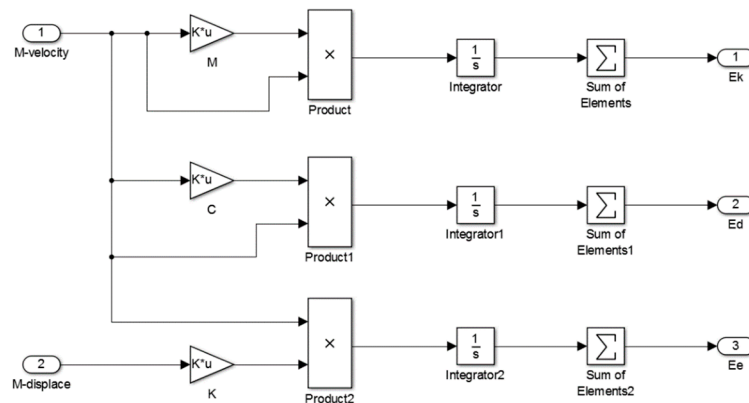 1
M-velocity
K*u
M
×
Product
1
s
Integrator
∑
Sum of
Elements
1
Ek
K*u
C
×
Product1
1
s
Integrator1
∑
Sum of
Elements1
2
Ed
2
M-displace
K*u
K
×
Product2
1
s
Integrator2
∑
Sum of
Elements2
3
Ee